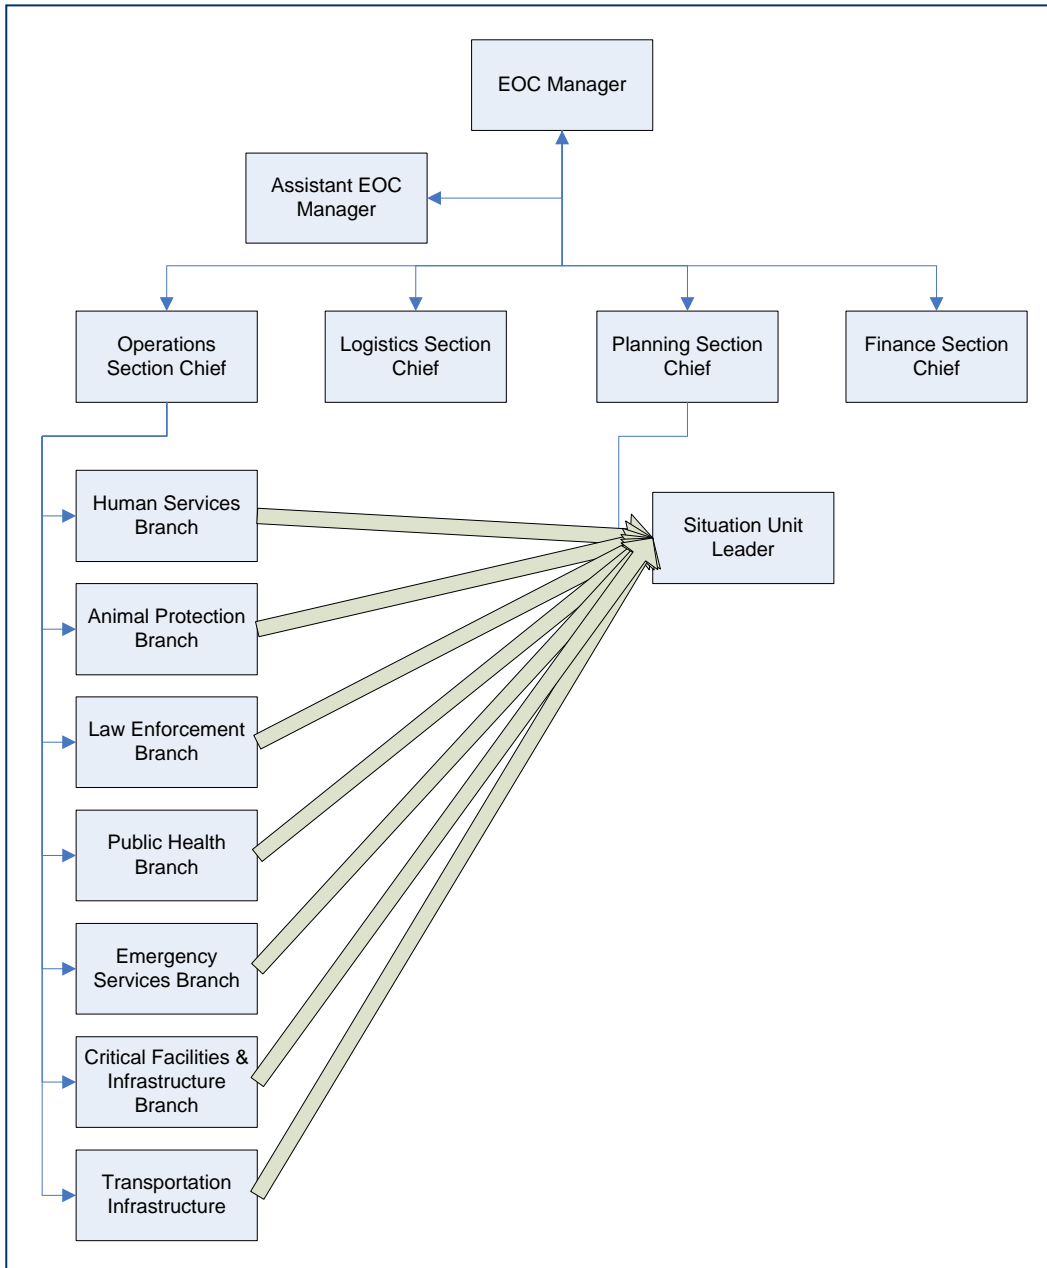 EOC Manager
Assistant EOC
Manager
Operations
Section Chief
Logistics Section
Chief
Planning Section
Chief
Finance Section
Chief
Human Services
Branch
Situation Unit
Leader
Animal Protection
Branch
Law Enforcement
Branch
Public Health
Branch
Emergency
Services Branch
Critical Facilities &
Infrastructure
Branch
Transportation
Infrastructure